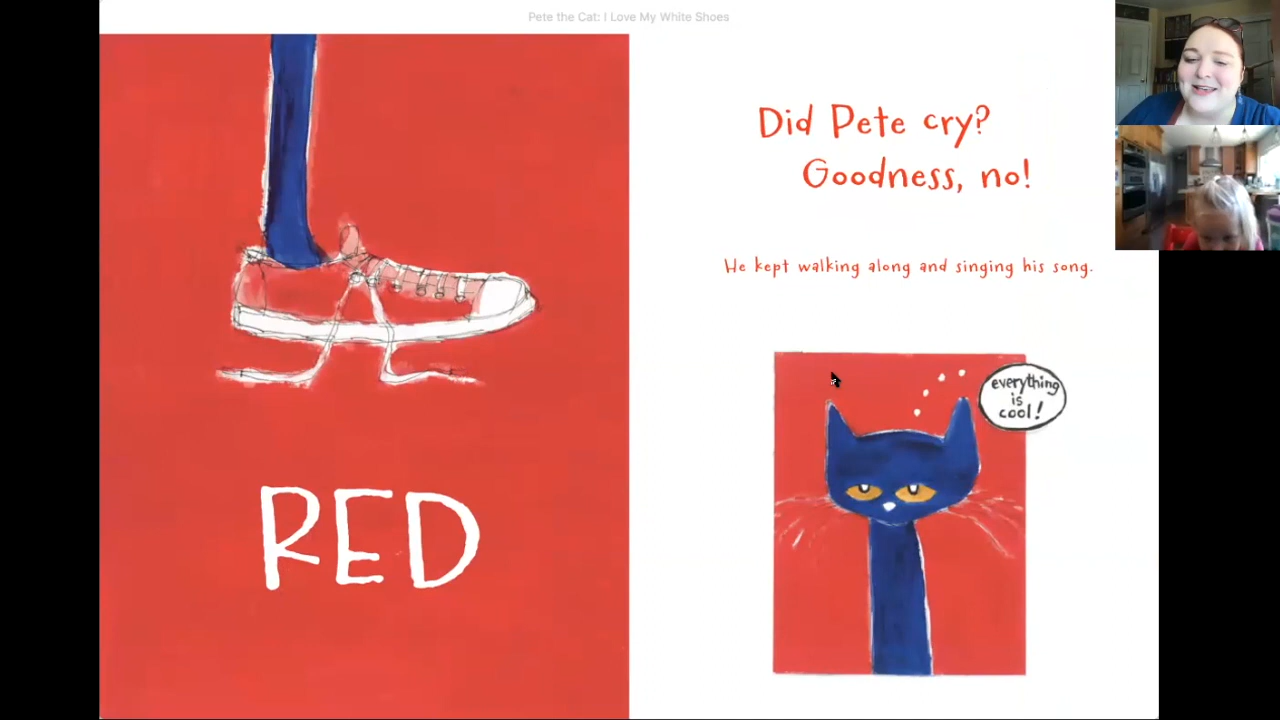 Pete the Cat: I Love My White Shoes
RED
Did Pete cry?
Goodness, no!
He kept walking along and singing his song.
everything
is
cool!